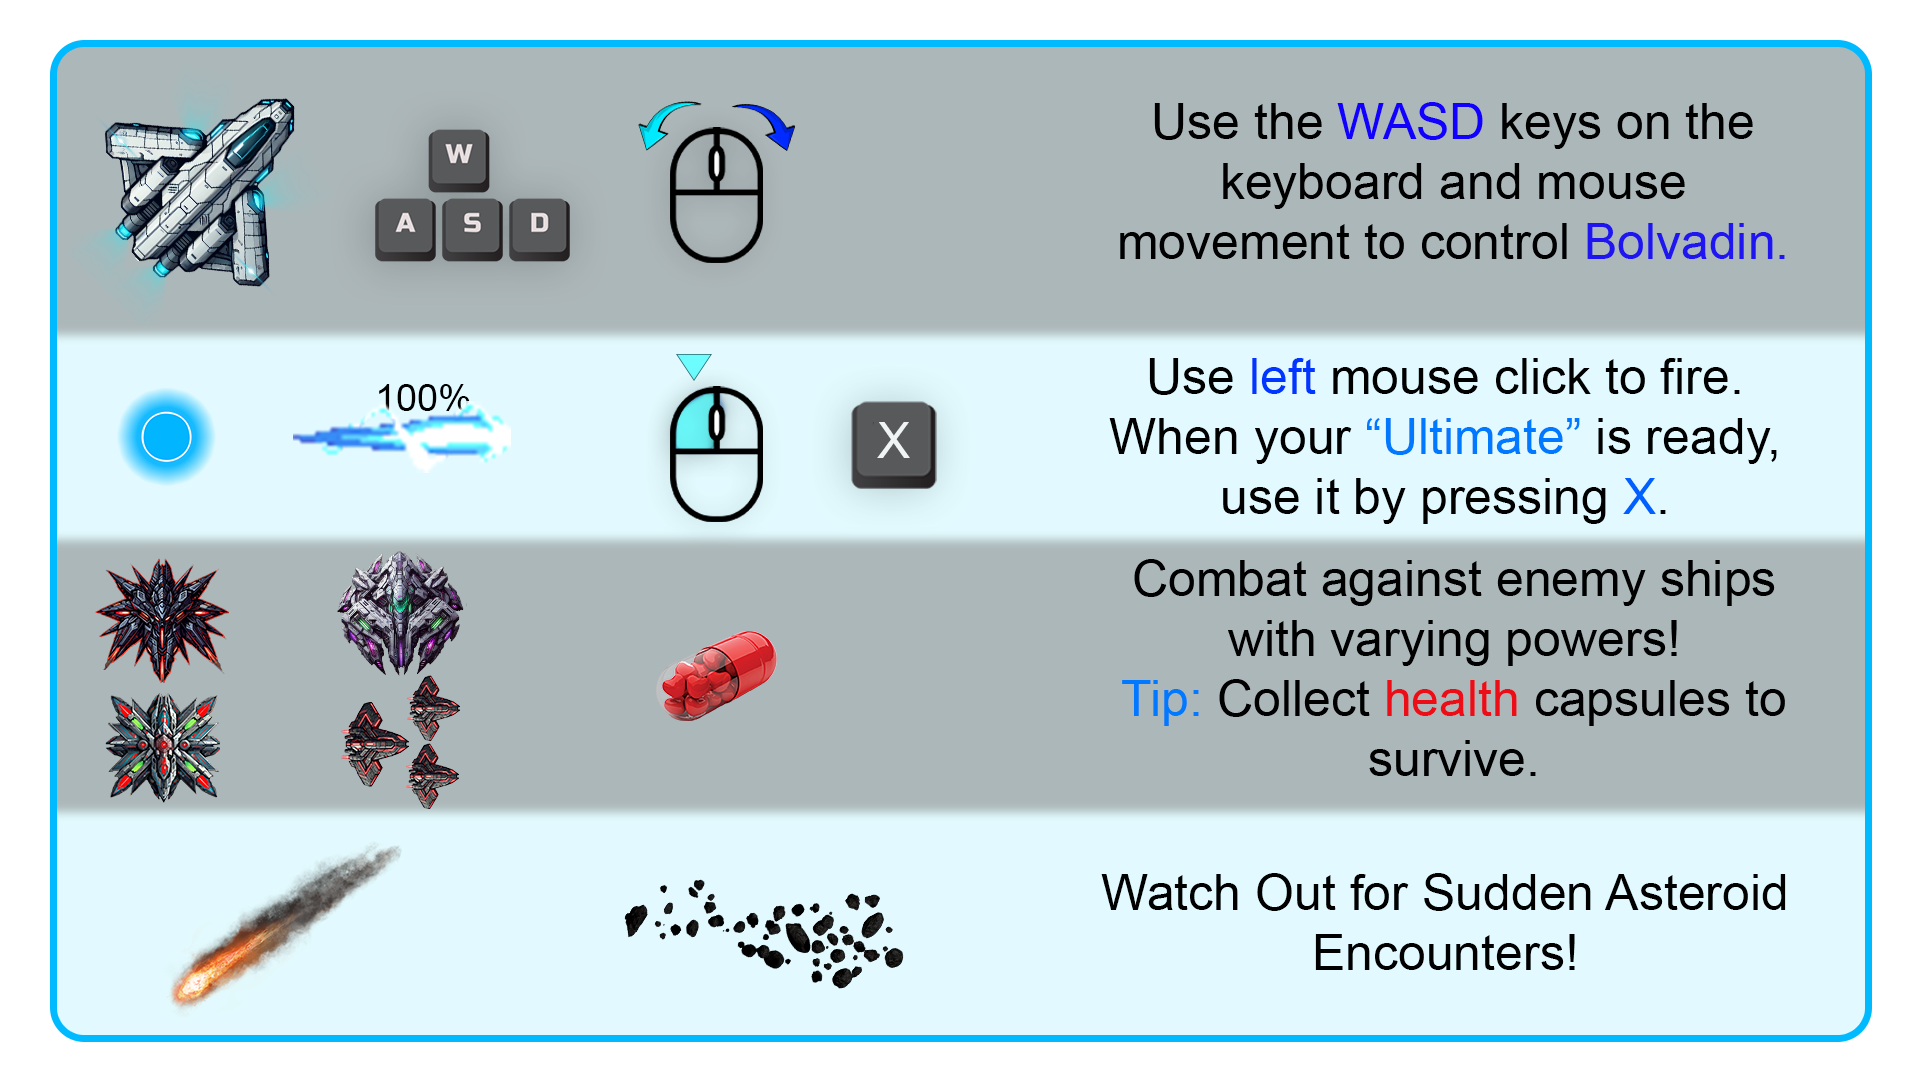 W
A S D
Use the WASD keys on the
keyboard and mouse
movement to control Bolvadin.
100%
X
Use left mouse click to fire.
When your “Ultimate” is ready,
use it by pressing X.
Combat against enemy ships
with varying powers!
Tip: Collect health capsules to
survive.
Watch Out for Sudden Asteroid
Encounters!